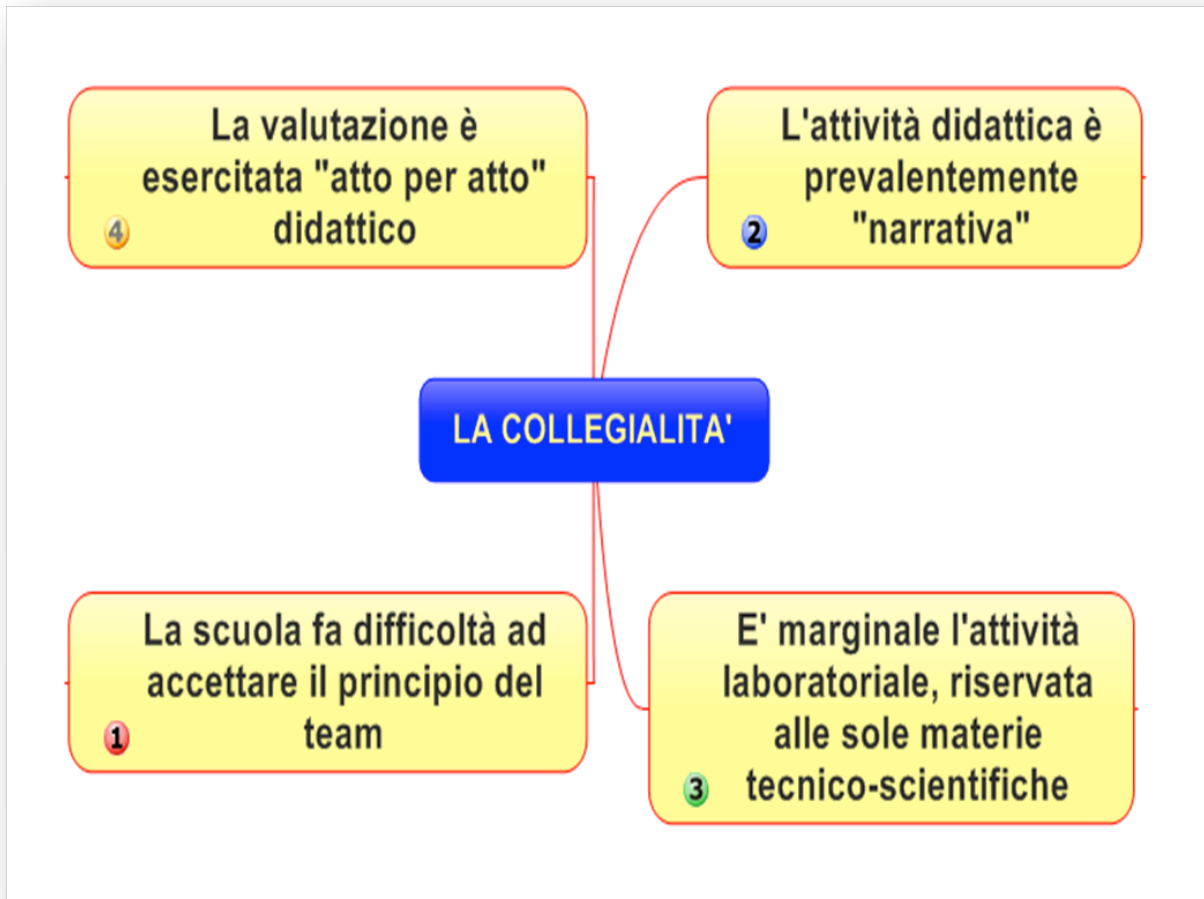 La valutazione è
esercitata "atto per atto"
didattico
4
L'attività didattica è
prevalentemente
"narrativa"
2
LA COLLEGIALITA'
La scuola fa difficoltà ad
accettare il principio del
team
1
E' marginale l'attività
laboratoriale, riservata
alle sole materie
tecnico-scientifiche
3